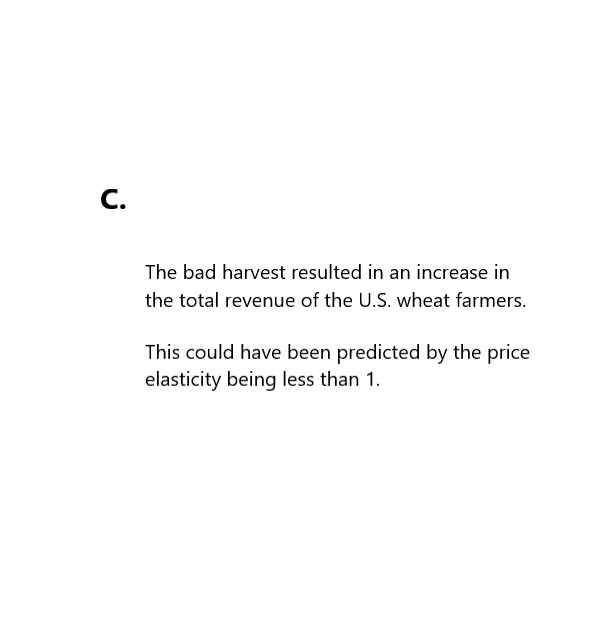 C.
The bad harvest resulted in an increase in
the total revenue of the U.S. wheat farmers.
This could have been predicted by the price
elasticity being less than 1.